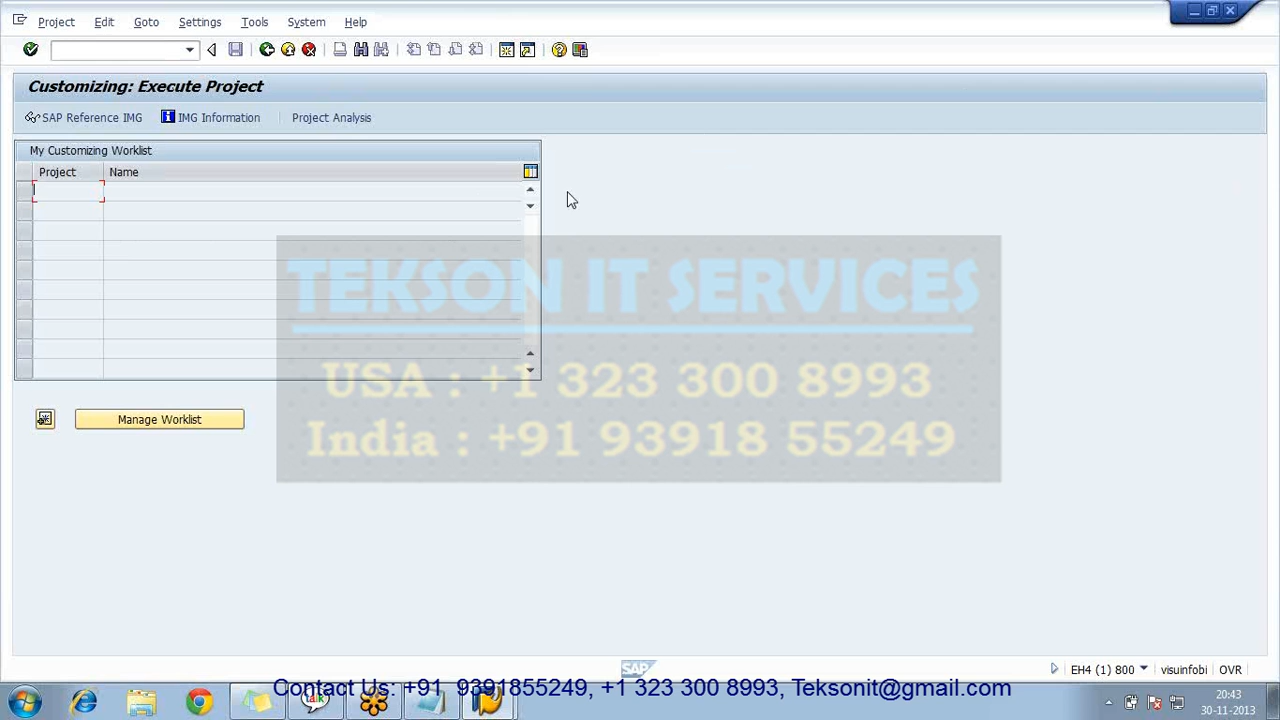 Project Edit Goto Settings Tools System Help
Customizing: Execute Project
SAP Reference IMG IMG Information Project Analysis
My Customizing Worklist
Project Name
TEKSON IT SERVICES
USA : +1 323 300 8993
India : +91 93918 55249
Manage Worklist
SAP
EH4 (1) 800 visuinfobi OVR
Contact Us: +91 9391855249, +1 323 300 8993, Teksonit@gmail.com
talk
20:43
30-11-2013